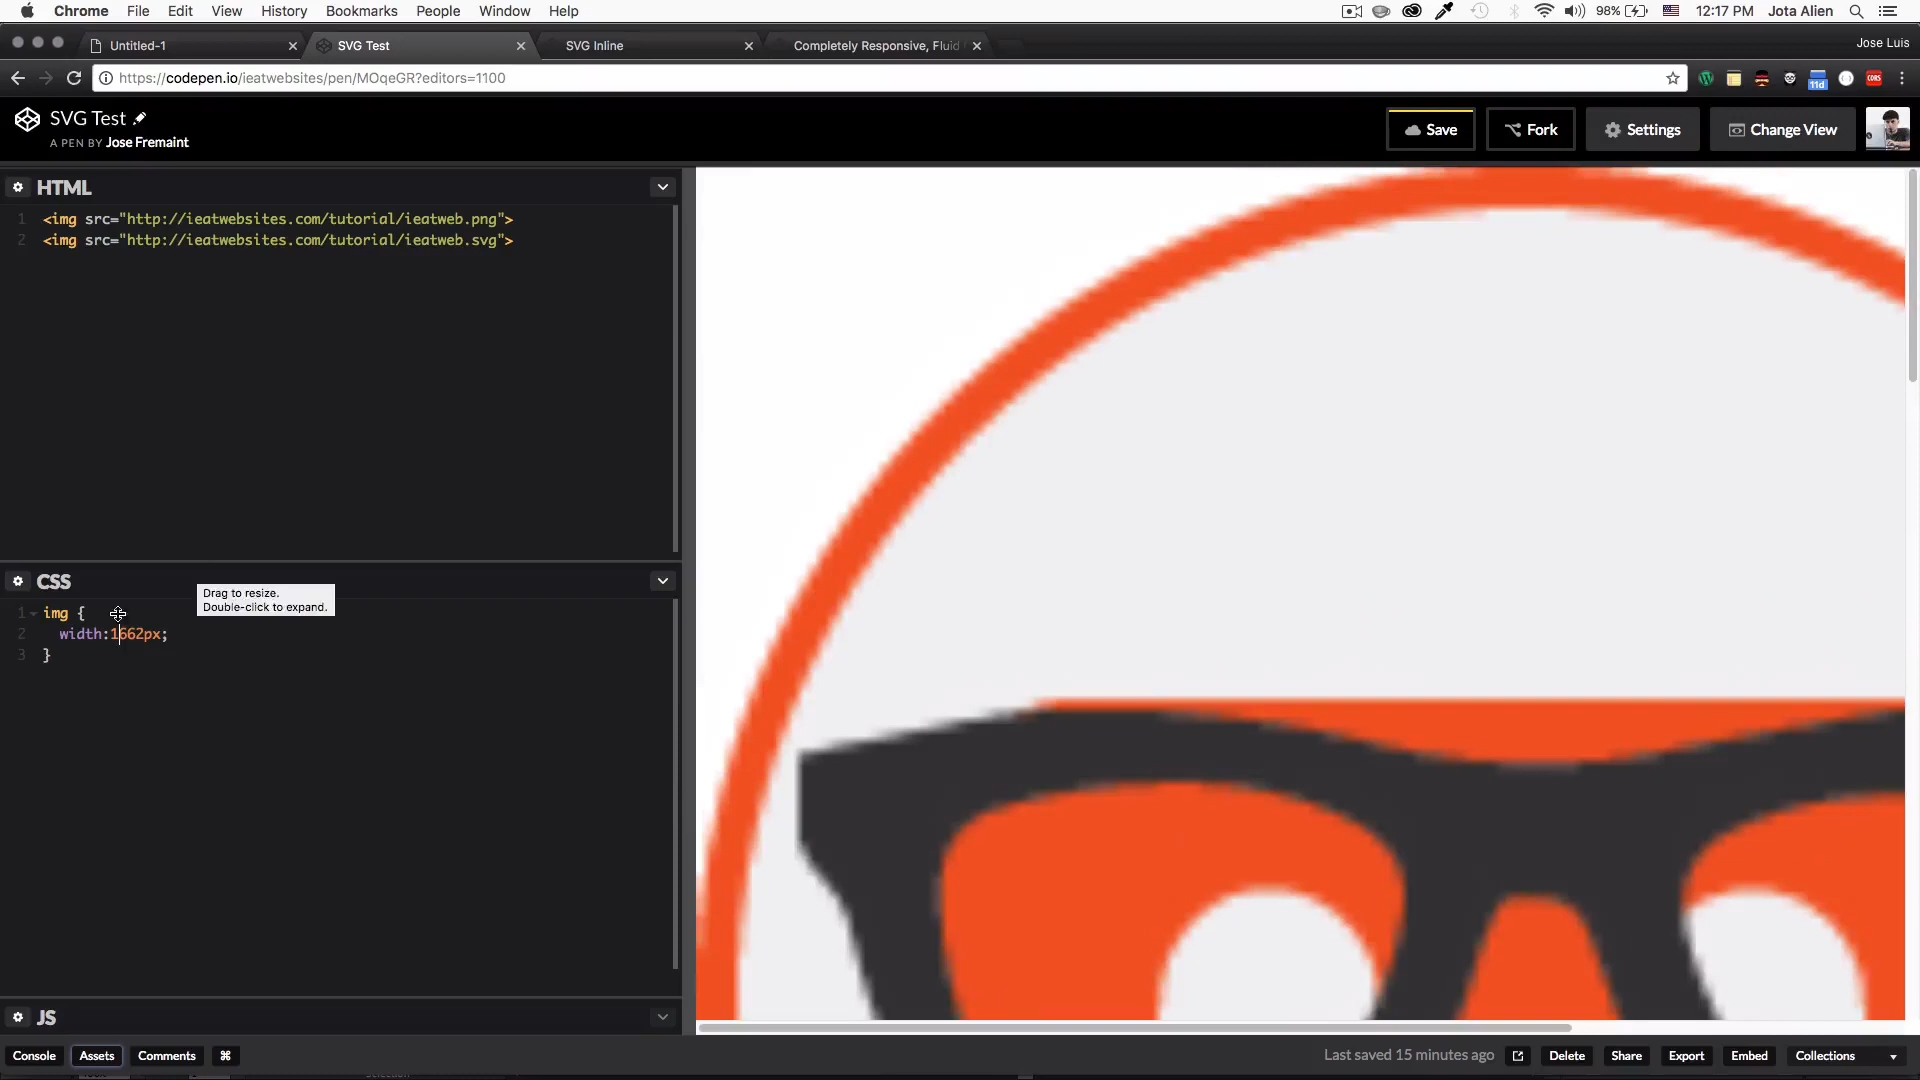 Chrome File Edit View History Bookmarks People Window Help 98% 12:17 PM Jota Alien
Untitled-1 SVG Test SVG Inline Completely Responsive, Fluid Jose Luis
https://codepen.io/ieatwebsites/pen/MOqeGR?editors=1100 11d CORS
SVG Test
A PEN BY Jose Fremaint
Save Fork Settings Change View
HTML
1 <img src="http://ieatwebsites.com/tutorial/ieatweb.png">
2 <img src="http://ieatwebsites.com/tutorial/ieatweb.svg">
CSS
Drag to resize.
Double-click to expand.
1 img {
2 width:1662px;
3 }
JS
Console Assets Comments ⌘ Last saved 15 minutes ago Delete Share Export Embed Collections